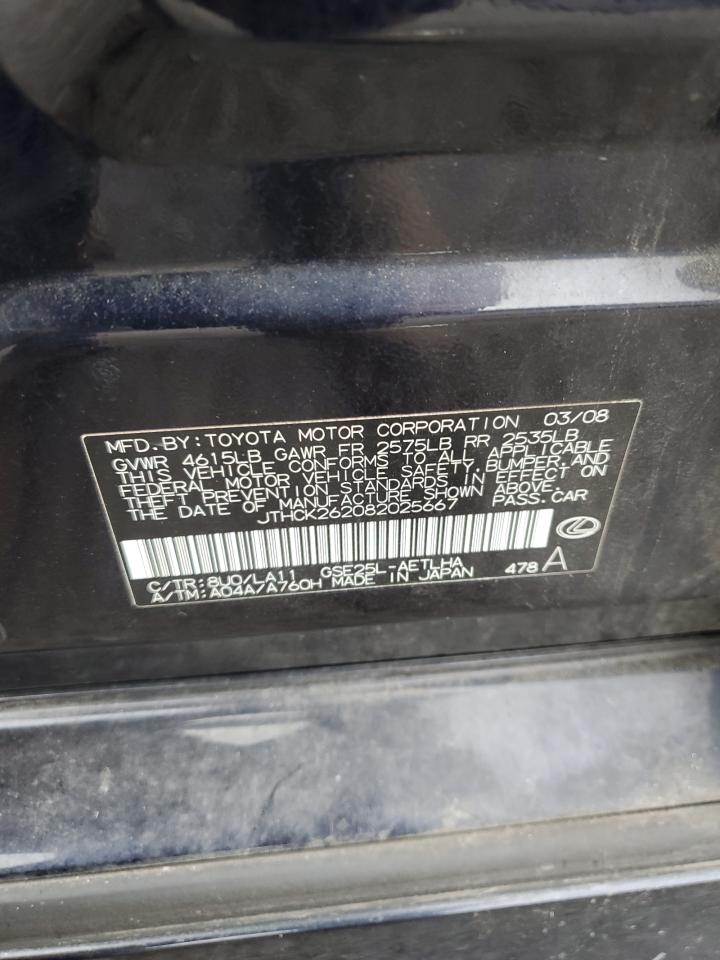 MFD.BY:TOYOTA MOTOR CORPORATION 03/08
GVWR 4615LB GAWR FR 2575LB RR 2535LB
THIS VEHICLE CONFORMS TO ALL APPLICABLE
FEDERAL MOTOR VEHICLE SAFETY,BUMPER,AND
THEFT PREVENTION STANDARDS IN EFFECT ON
THE DATE OF MANUFACTURE SHOWN ABOVE.
JTHCK262082025667 PASS.CAR
C/TR:8U0/LA11 GSE25L-AETLHA
A/TM:A04A/A760H MADE IN JAPAN 478A